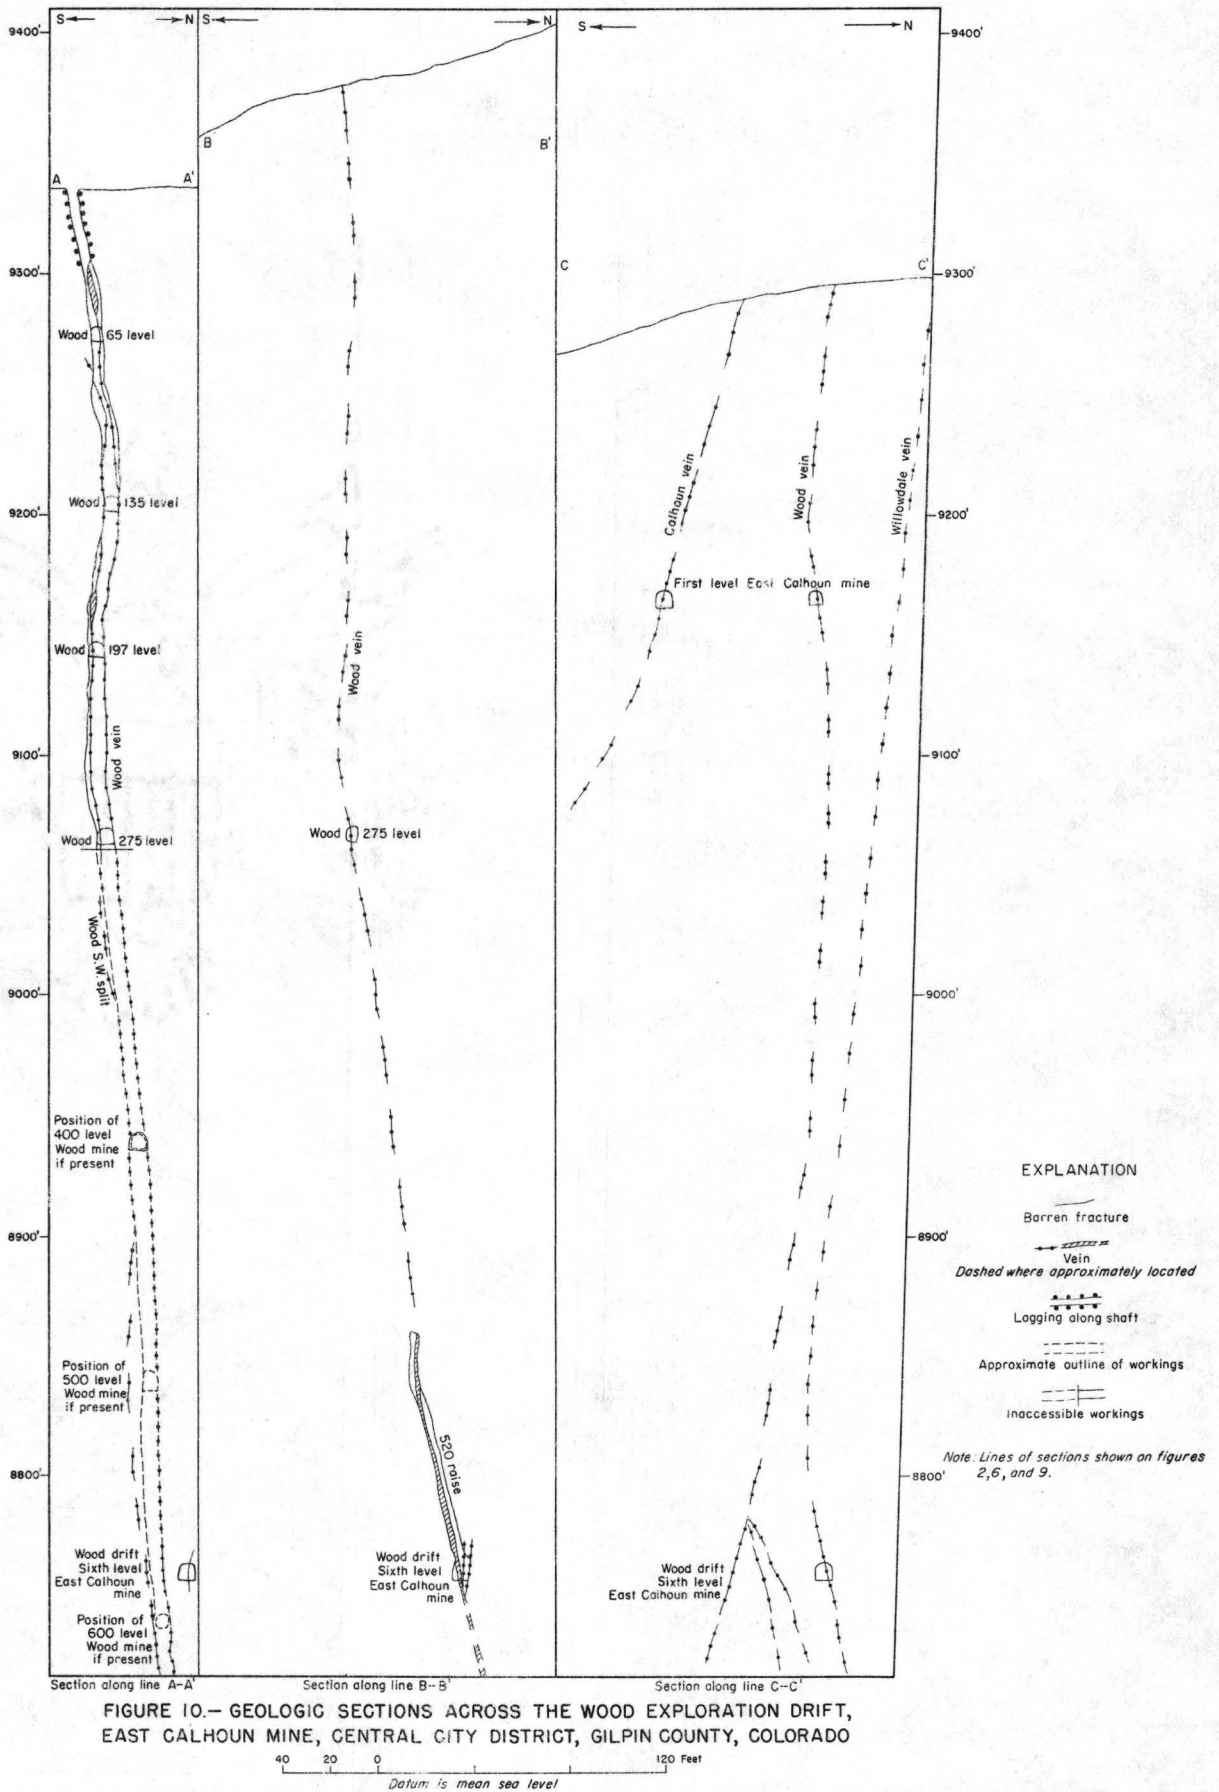 S N
S N
S N
9400'
9400'
B
B'
A
A'
9300'
C
C'
9300'
Wood 65 level
Calhoun vein
Wood vein
Willowdale vein
Wood 135 level
9200'
9200'
First level East Calhoun mine
Wood 197 level
Wood vein
Wood vein
9100'
9100'
Wood 275 level
Wood 275 level
Wood S.W. split
9000'
9000'
Position of
400 level
Wood mine
if present
8900'
8900'
Position of
500 level
Wood mine
if present
520 raise
8800'
8800'
Wood drift
Sixth level
East Calhoun
mine
Wood drift
Sixth level
East Calhoun
mine
Wood drift
Sixth level
East Calhoun
mine
Position of
600 level
Wood mine
if present
EXPLANATION
Barren fracture
Vein
Dashed where approximately located
Lagging along shaft
Approximate outline of workings
Inaccessible workings
Note: Lines of sections shown on figures
2,6, and 9.
Section along line A-A'
Section along line B-B'
Section along line C-C'
FIGURE 10.- GEOLOGIC SECTIONS ACROSS THE WOOD EXPLORATION DRIFT,
EAST CALHOUN MINE, CENTRAL CITY DISTRICT, GILPIN COUNTY, COLORADO
40 20 0 120 Feet
Datum is mean sea level